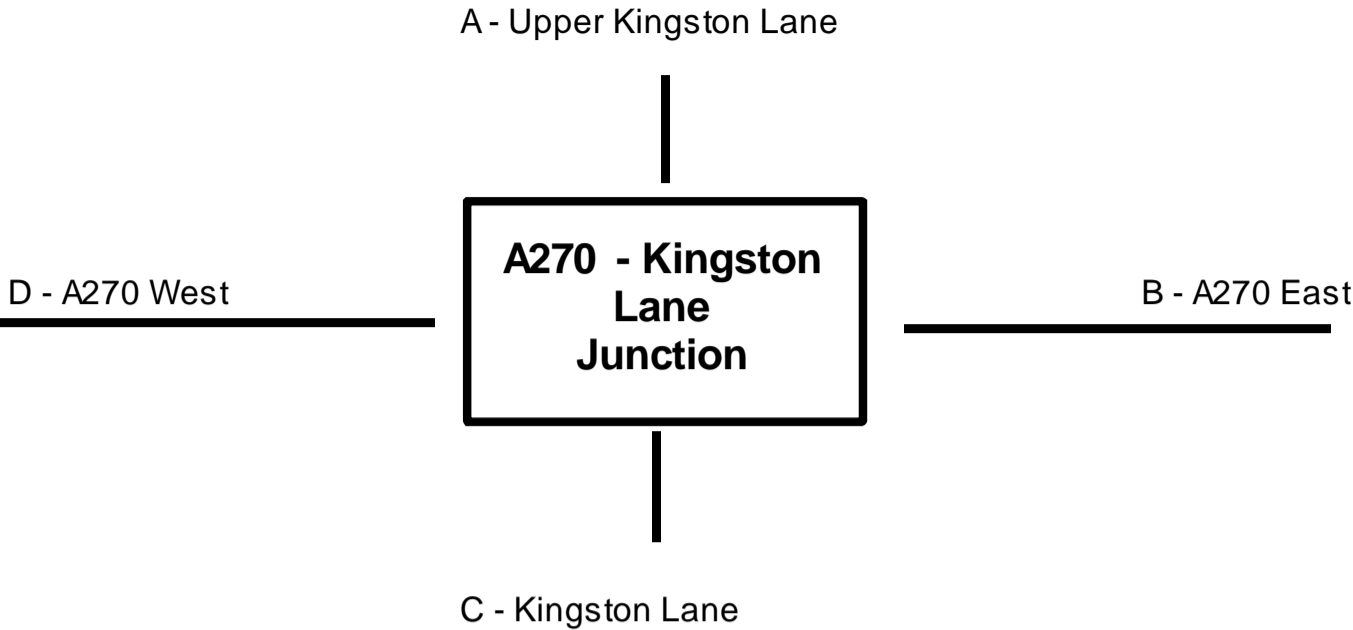 A - Upper Kingston Lane
A270 - Kingston
Lane
Junction
D - A270 West
B - A270 East
C - Kingston Lane